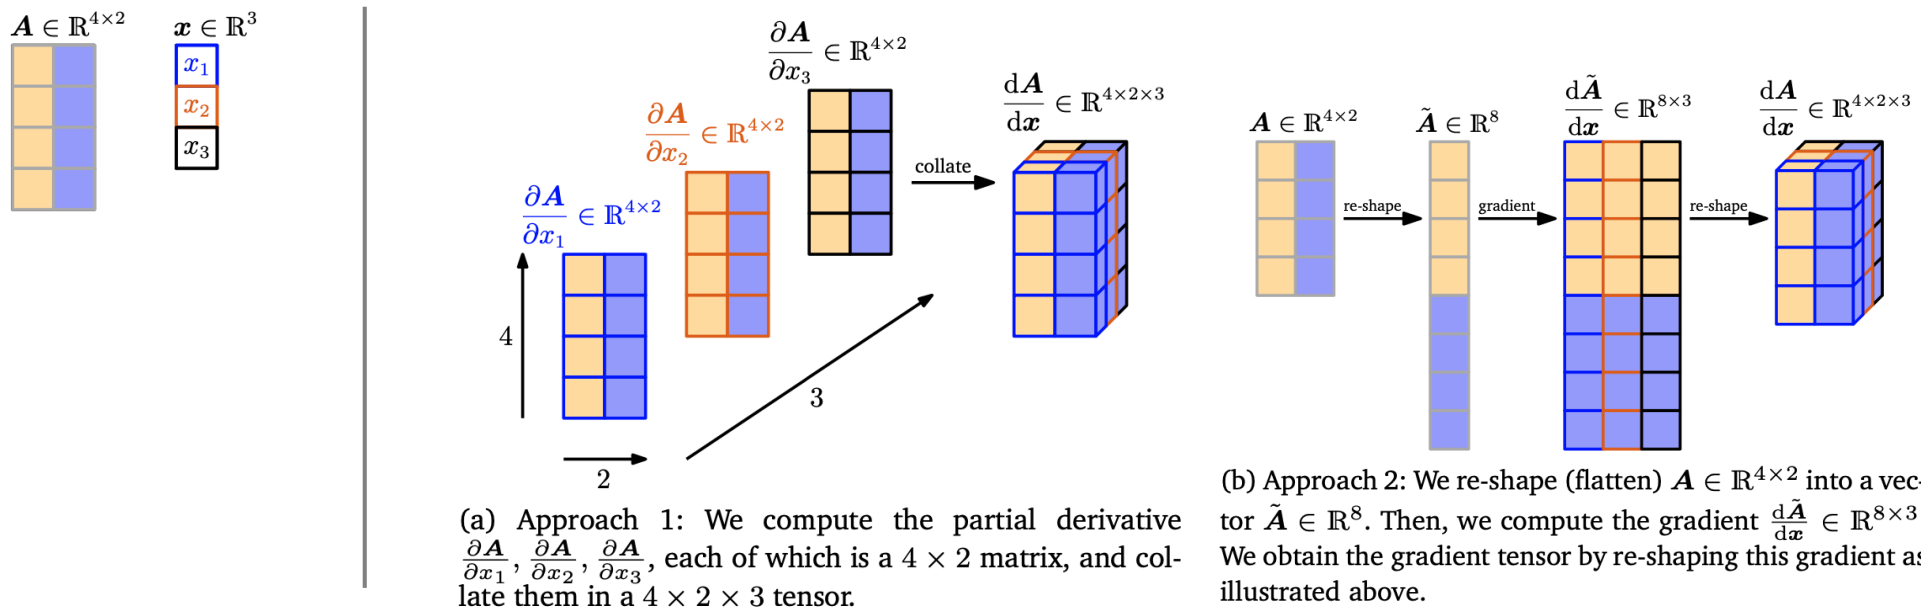 A ∈ ℝ^{4×2}
x ∈ ℝ^3
x_1
x_2
x_3
∂A/∂x_1 ∈ ℝ^{4×2}
∂A/∂x_2 ∈ ℝ^{4×2}
∂A/∂x_3 ∈ ℝ^{4×2}
dA/dx ∈ ℝ^{4×2×3}
collate
4
2
3
(a) Approach 1: We compute the partial derivative
∂A/∂x_1, ∂A/∂x_2, ∂A/∂x_3, each of which is a 4 × 2 matrix, and col-
late them in a 4 × 2 × 3 tensor.
A ∈ ℝ^{4×2}
Ã ∈ ℝ^8
dÃ/dx ∈ ℝ^{8×3}
dA/dx ∈ ℝ^{4×2×3}
re-shape
gradient
re-shape
(b) Approach 2: We re-shape (flatten) A ∈ ℝ^{4×2} into a vec-
tor Ã ∈ ℝ^8. Then, we compute the gradient dÃ/dx ∈ ℝ^{8×3}
We obtain the gradient tensor by re-shaping this gradient as
illustrated above.